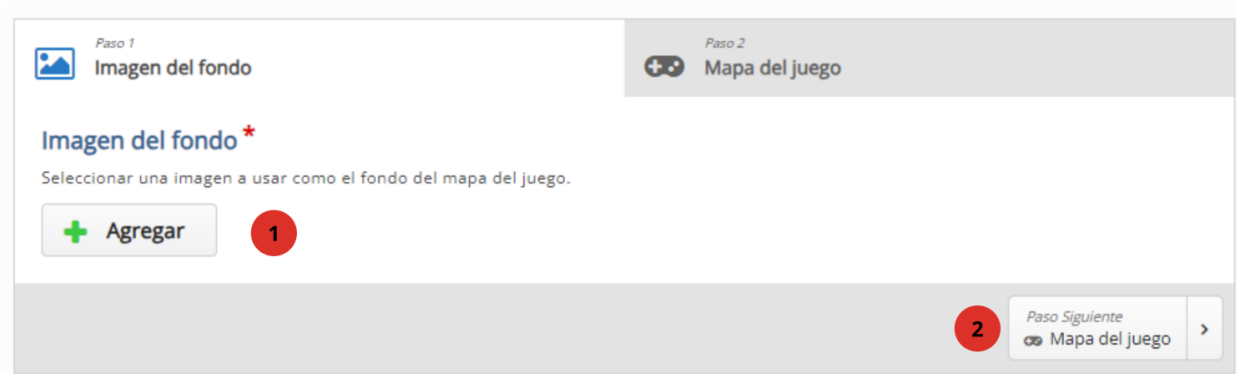 Paso 1
Imagen del fondo
Paso 2
Mapa del juego
Imagen del fondo *
Seleccionar una imagen a usar como el fondo del mapa del juego.
Agregar
1
2
Paso Siguiente
Mapa del juego